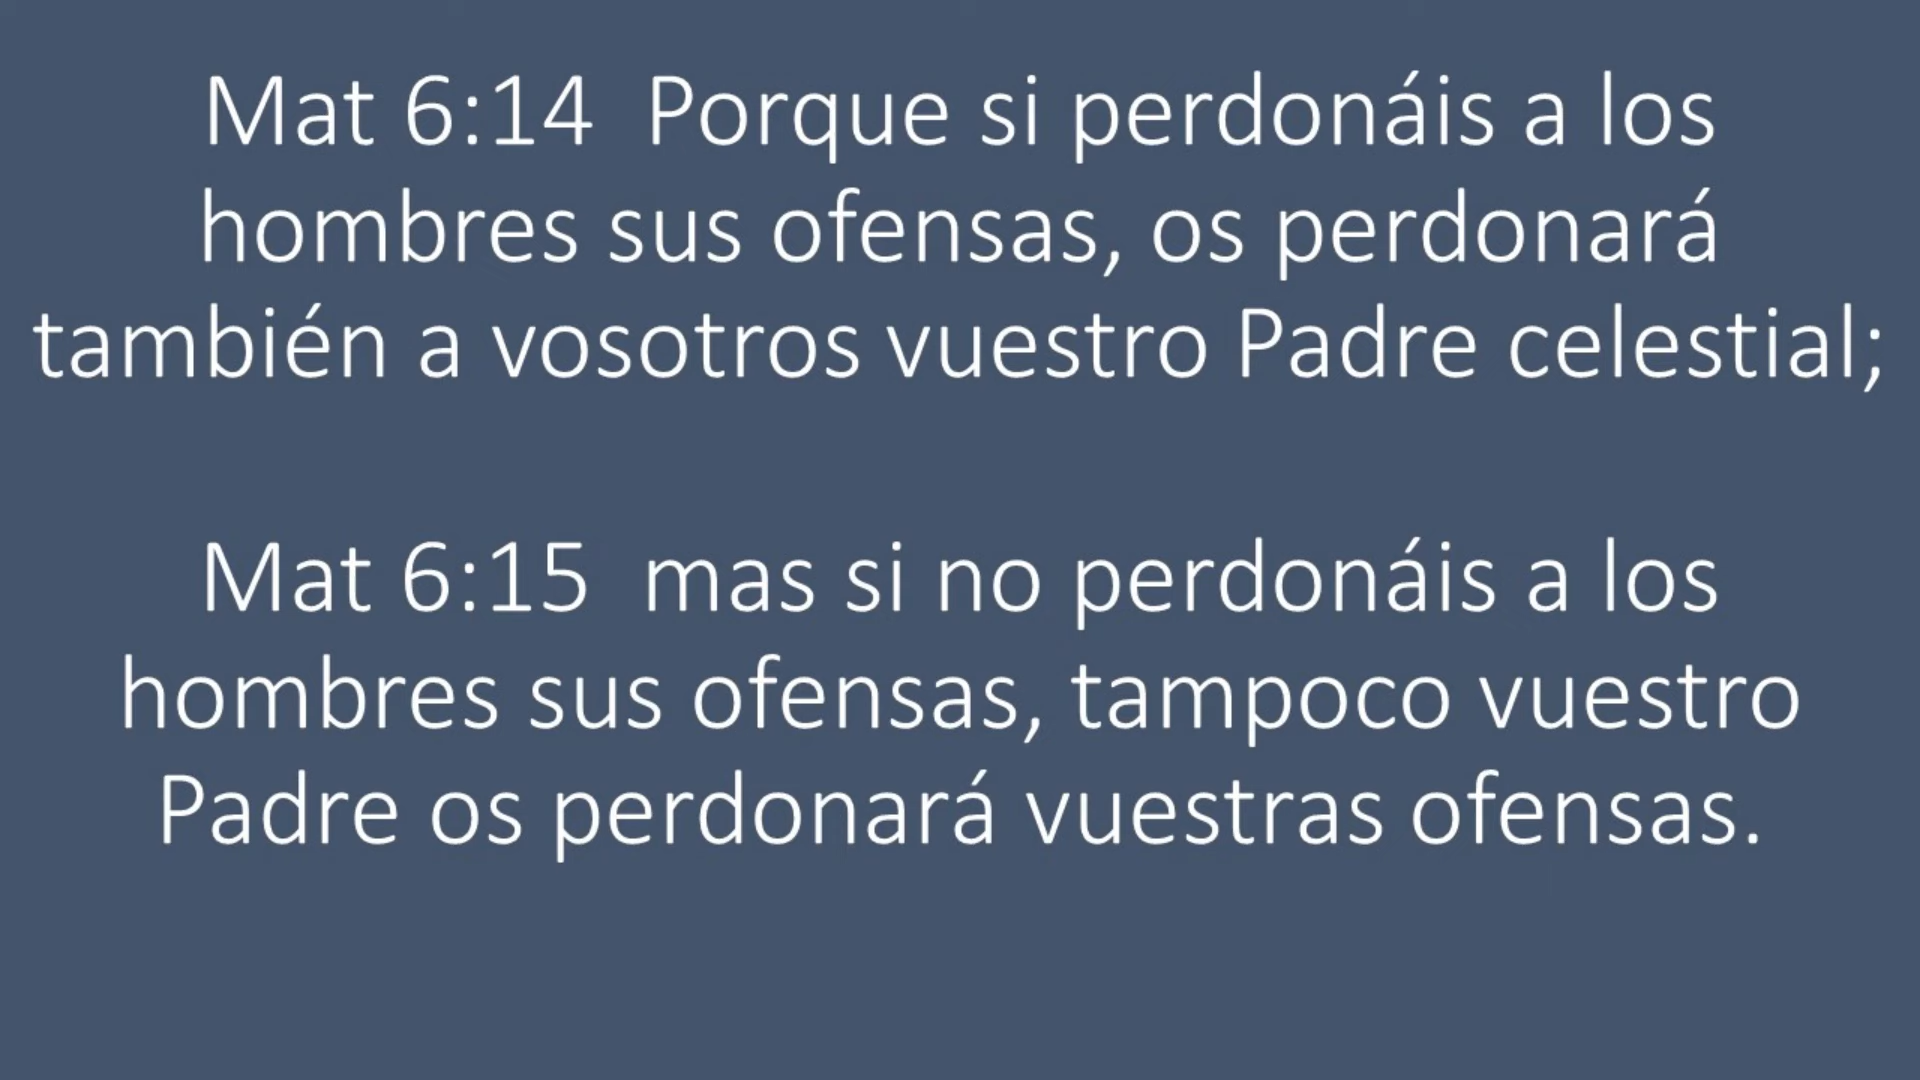 Mat 6:14  Porque si perdonáis a los
hombres sus ofensas, os perdonará
también a vosotros vuestro Padre celestial;
Mat 6:15  mas si no perdonáis a los
hombres sus ofensas, tampoco vuestro
Padre os perdonará vuestras ofensas.